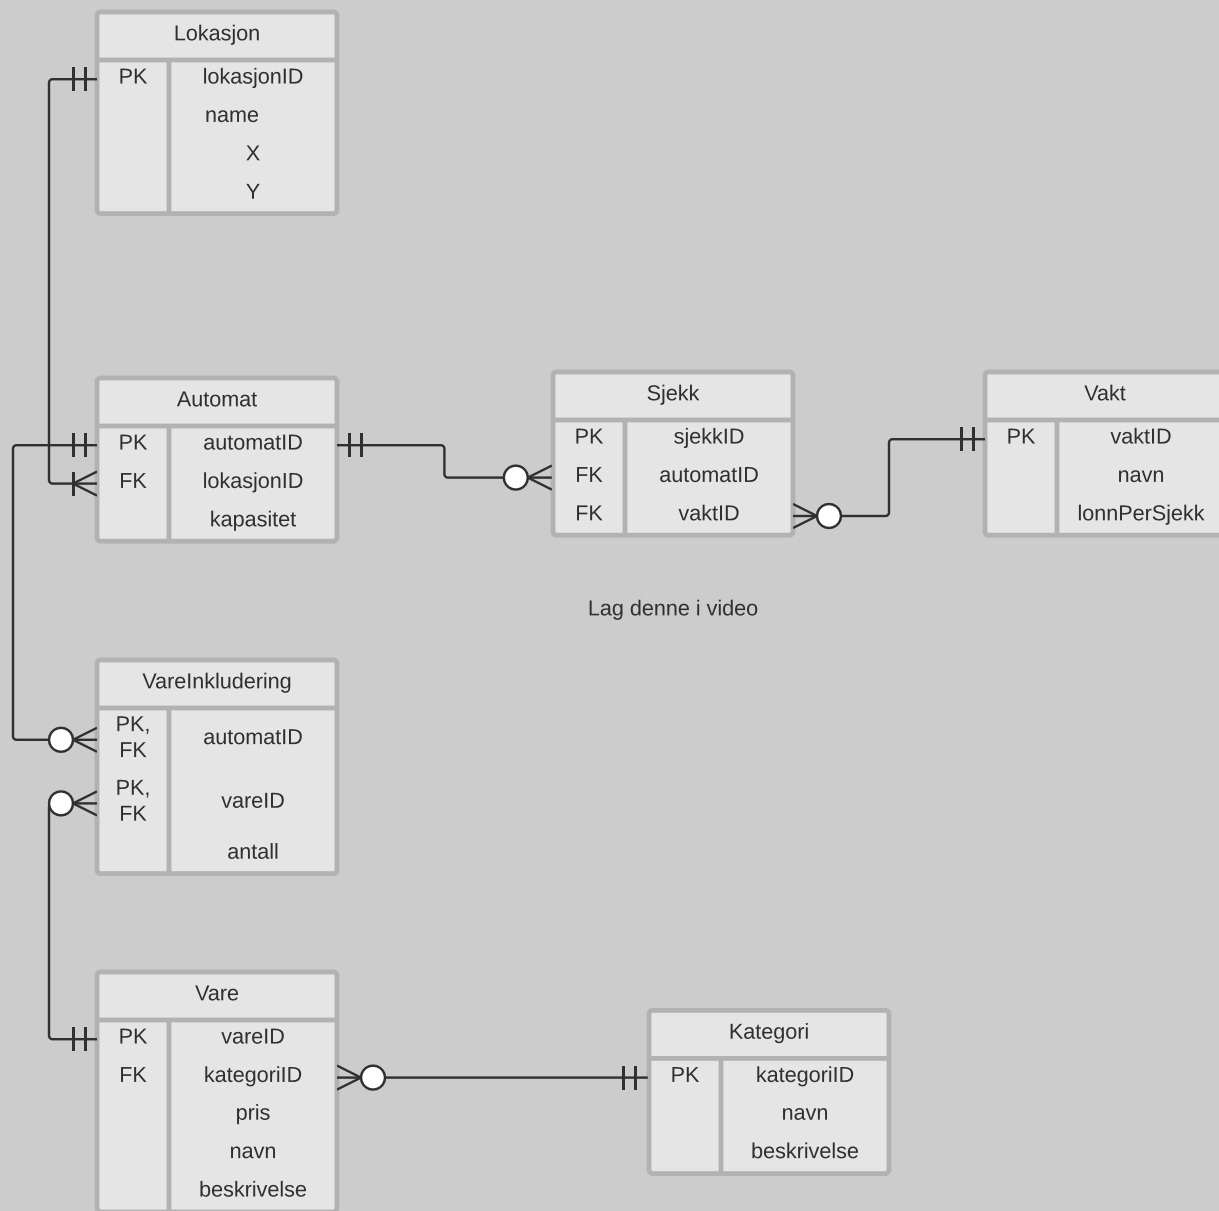 Lokasjon
PK lokasjonID
name
X
Y
Automat
PK automatID
FK lokasjonID
kapasitet
Sjekk
PK sjekkID
FK automatID
FK vaktID
Vakt
PK vaktID
navn
lonnPerSjekk
Lag denne i video
VareInkludering
PK,
FK automatID
PK,
FK vareID
antall
Vare
PK vareID
FK kategoriID
pris
navn
beskrivelse
Kategori
PK kategoriID
navn
beskrivelse